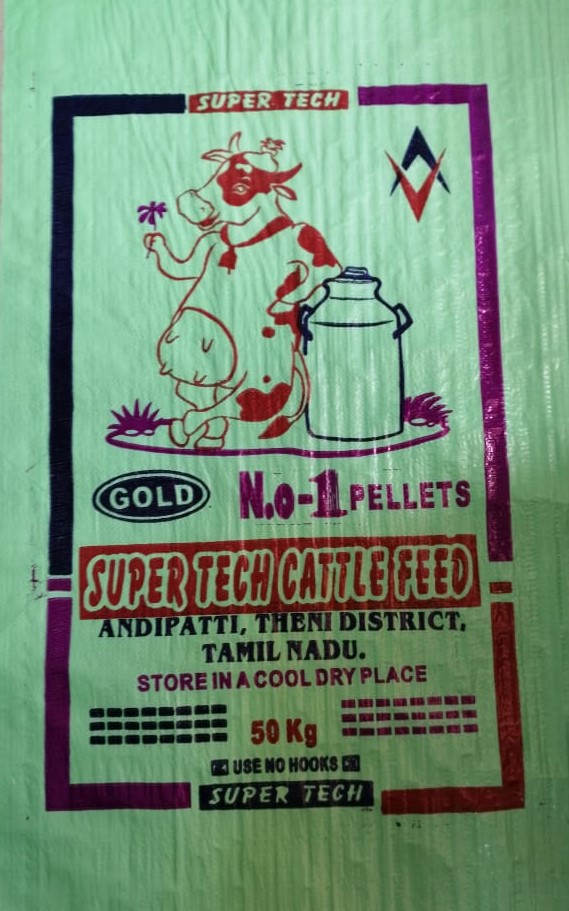 SUPER TECH
GOLD
N.o-1 PELLETS
SUPER TECH CATTLE FEED
ANDIPATTI, THENI DISTRICT,
TAMIL NADU.
STORE IN A COOL DRY PLACE
50 Kg
USE NO HOOKS
SUPER TECH